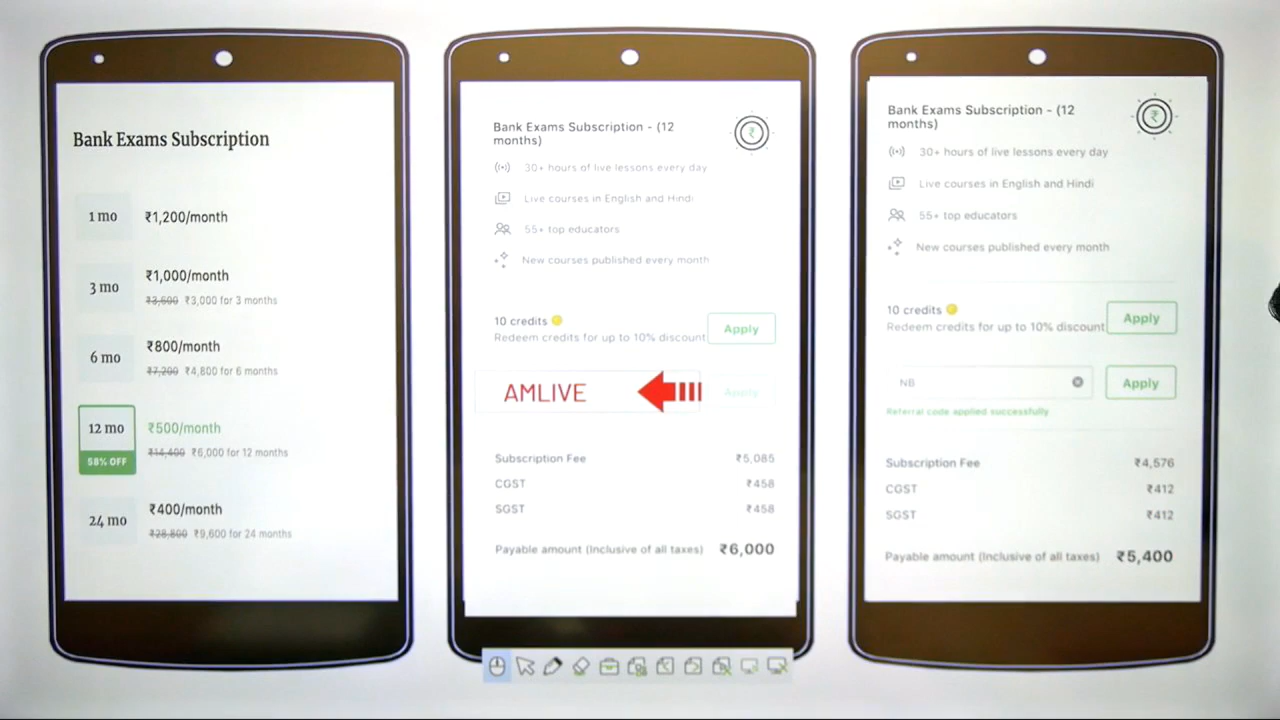 Bank Exams Subscription
1 mo
₹1,200/month
3 mo
₹1,000/month
₹3,600 ₹3,000 for 3 months
6 mo
₹800/month
₹7,200 ₹4,800 for 6 months
12 mo
58% OFF
₹500/month
₹14,400 ₹6,000 for 12 months
24 mo
₹400/month
₹28,800 ₹9,600 for 24 months
Bank Exams Subscription - (12
months)
30+ hours of live lessons every day
Live courses in English and Hindi
55+ top educators
New courses published every month
10 credits
Redeem credits for up to 10% discount
Apply
AMLIVE
Apply
Subscription Fee ₹5,085
CGST ₹458
SGST ₹458
Payable amount (Inclusive of all taxes) ₹6,000
Bank Exams Subscription - (12
months)
₹
30+ hours of live lessons every day
Live courses in English and Hindi
55+ top educators
New courses published every month
10 credits
Redeem credits for up to 10% discount
Apply
NB
Apply
Referral code applied successfully
Subscription Fee ₹4,576
CGST ₹412
SGST ₹412
Payable amount (Inclusive of all taxes) ₹5,400